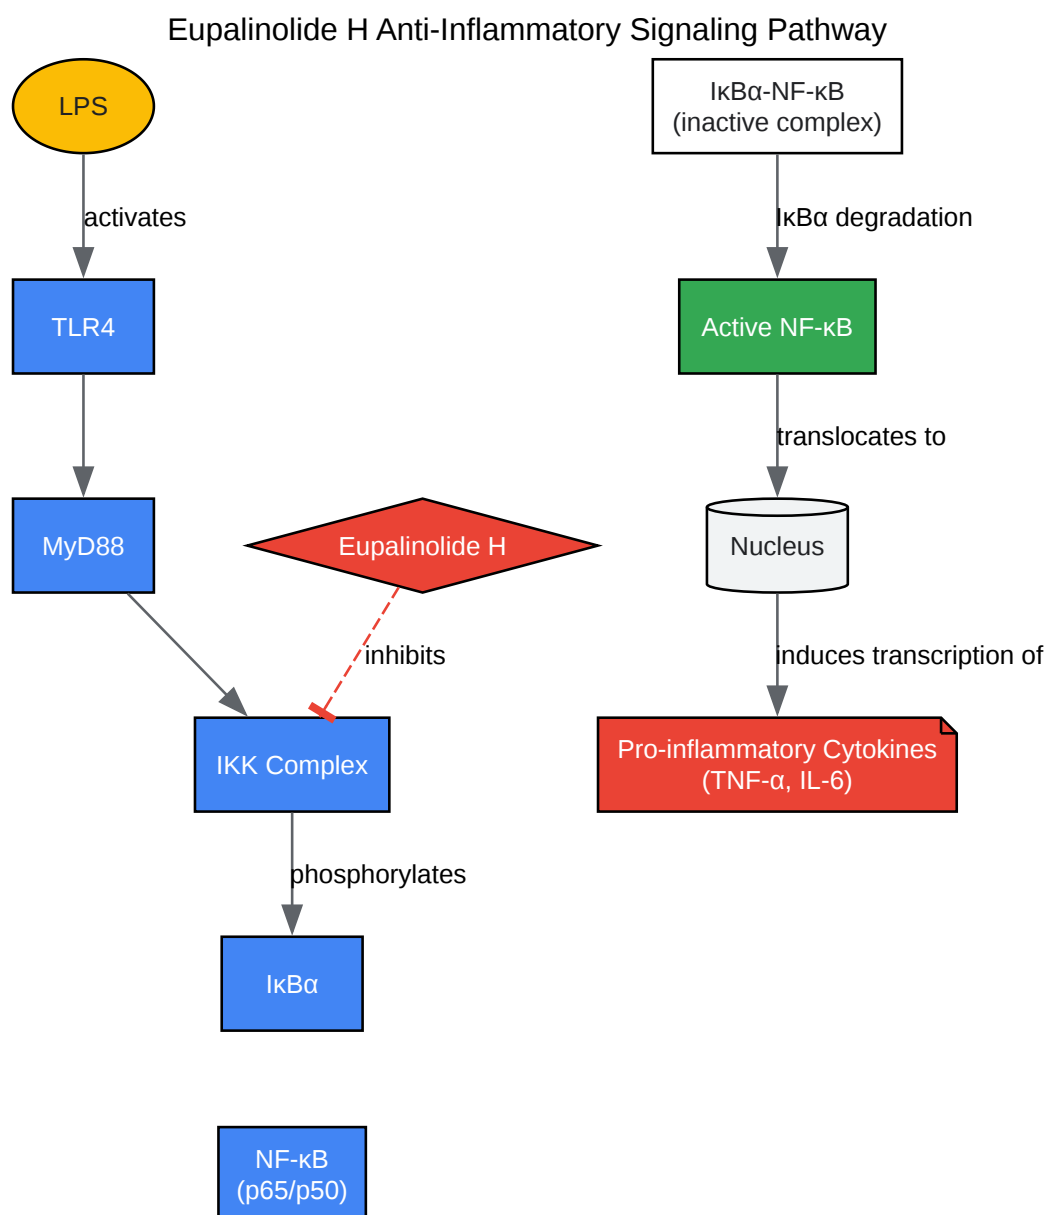 Eupalinolide H Anti-Inflammatory Signaling Pathway
LPS
IκBα-NF-κB
(inactive complex)
activates
IκBα degradation
TLR4
Active NF-κB
translocates to
MyD88
Eupalinolide H
Nucleus
inhibits
induces transcription of
IKK Complex
Pro-inflammatory Cytokines
(TNF-α, IL-6)
phosphorylates
IκBα
NF-κB
(p65/p50)